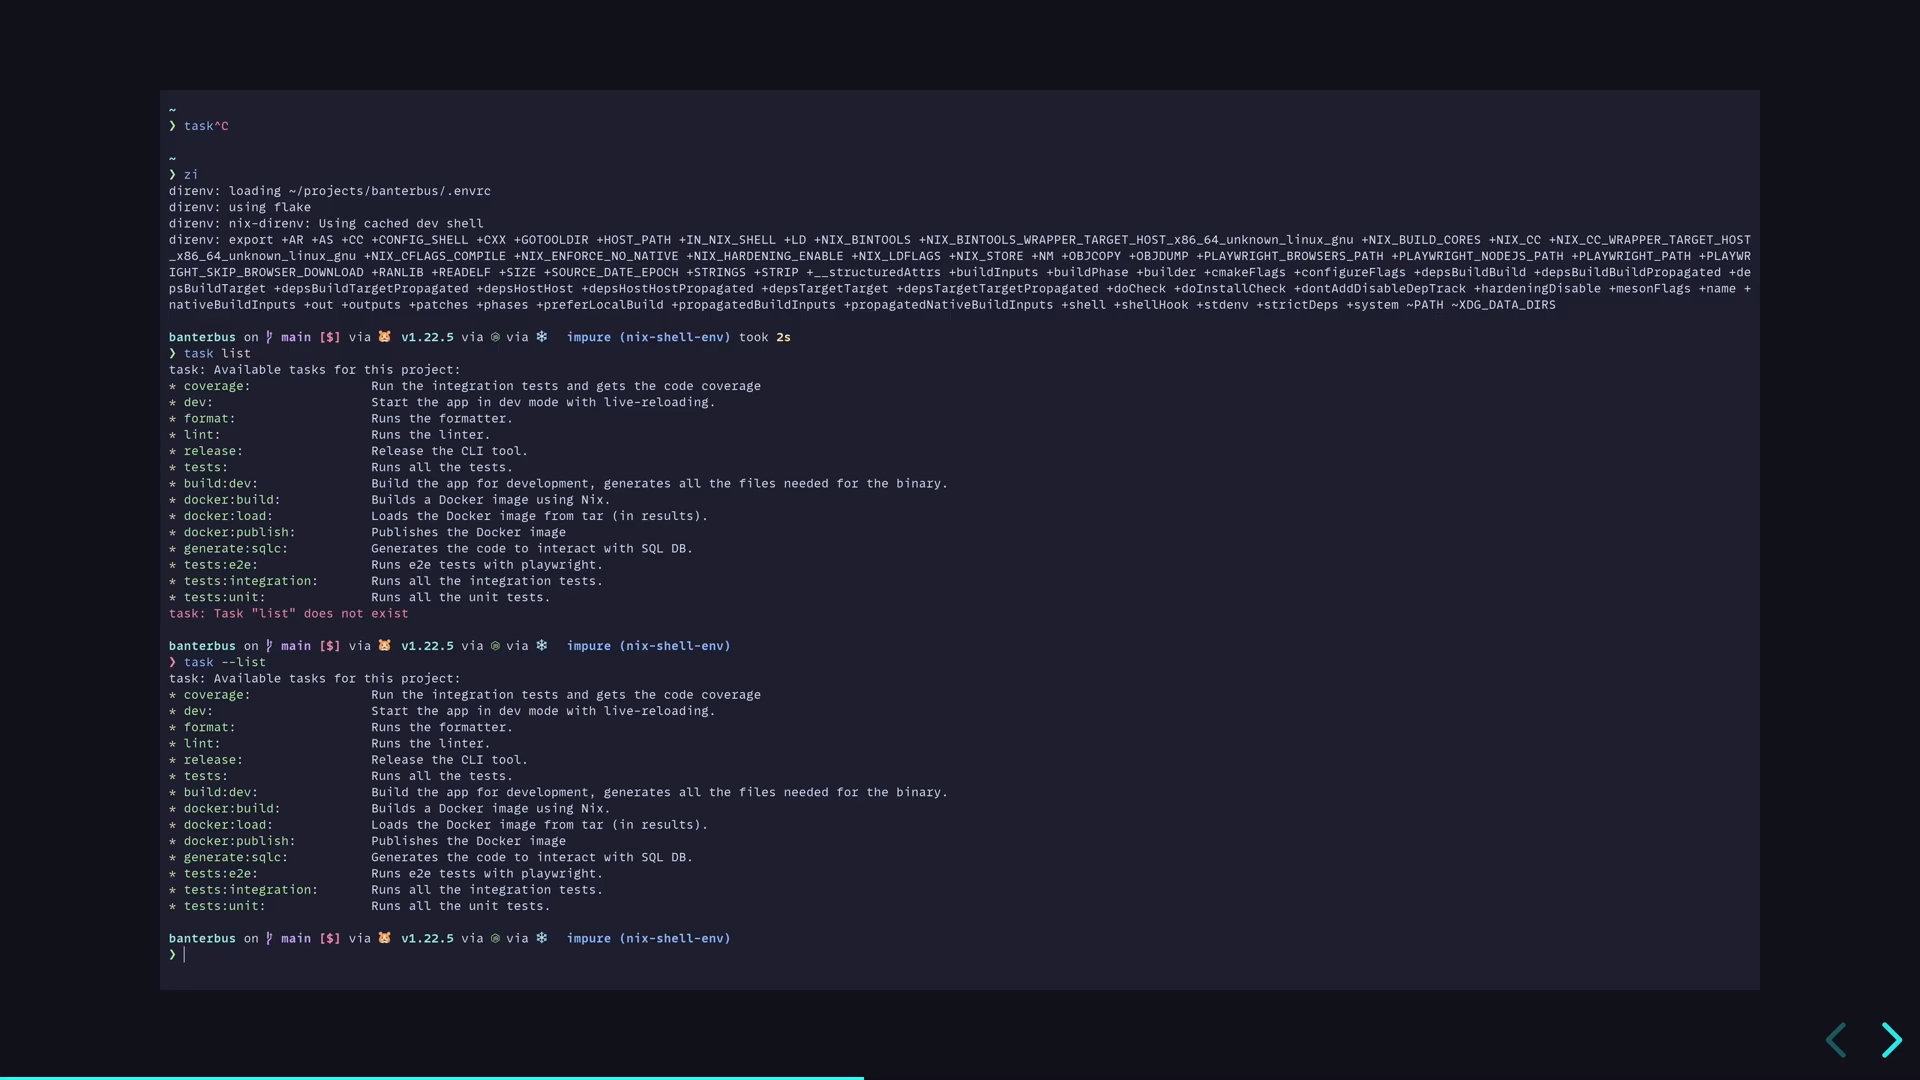 ~
❯ task^C
~
❯ zi
direnv: loading ~/projects/banterbus/.envrc
direnv: using flake
direnv: nix-direnv: Using cached dev shell
direnv: export +AR +AS +CC +CONFIG_SHELL +CXX +GOTOOLDIR +HOST_PATH +IN_NIX_SHELL +LD +NIX_BINTOOLS +NIX_BINTOOLS_WRAPPER_TARGET_HOST_x86_64_unknown_linux_gnu +NIX_BUILD_CORES +NIX_CC +NIX_CC_WRAPPER_TARGET_HOST
_x86_64_unknown_linux_gnu +NIX_CFLAGS_COMPILE +NIX_ENFORCE_NO_NATIVE +NIX_HARDENING_ENABLE +NIX_LDFLAGS +NIX_STORE +NM +OBJCOPY +OBJDUMP +PLAYWRIGHT_BROWSERS_PATH +PLAYWRIGHT_NODEJS_PATH +PLAYWRIGHT_PATH +PLAYWR
IGHT_SKIP_BROWSER_DOWNLOAD +RANLIB +READELF +SIZE +SOURCE_DATE_EPOCH +STRINGS +STRIP +__structuredAttrs +buildInputs +buildPhase +builder +cmakeFlags +configureFlags +depsBuildBuild +depsBuildBuildPropagated +de
psBuildTarget +depsBuildTargetPropagated +depsHostHost +depsHostHostPropagated +depsTargetTarget +depsTargetTargetPropagated +doCheck +doInstallCheck +dontAddDisableDepTrack +hardeningDisable +mesonFlags +name +
nativeBuildInputs +out +outputs +patches +phases +preferLocalBuild +propagatedBuildInputs +propagatedNativeBuildInputs +shell +shellHook +stdenv +strictDeps +system ~PATH ~XDG_DATA_DIRS
banterbus on main [$] via 🐹 v1.22.5 via via ❄ impure (nix-shell-env) took 2s
❯ task list
task: Available tasks for this project:
* coverage: Run the integration tests and gets the code coverage
* dev: Start the app in dev mode with live-reloading.
* format: Runs the formatter.
* lint: Runs the linter.
* release: Release the CLI tool.
* tests: Runs all the tests.
* build:dev: Build the app for development, generates all the files needed for the binary.
* docker:build: Builds a Docker image using Nix.
* docker:load: Loads the Docker image from tar (in results).
* docker:publish: Publishes the Docker image
* generate:sqlc: Generates the code to interact with SQL DB.
* tests:e2e: Runs e2e tests with playwright.
* tests:integration: Runs all the integration tests.
* tests:unit: Runs all the unit tests.
task: Task "list" does not exist
banterbus on main [$] via 🐹 v1.22.5 via via ❄ impure (nix-shell-env)
❯ task --list
task: Available tasks for this project:
* coverage: Run the integration tests and gets the code coverage
* dev: Start the app in dev mode with live-reloading.
* format: Runs the formatter.
* lint: Runs the linter.
* release: Release the CLI tool.
* tests: Runs all the tests.
* build:dev: Build the app for development, generates all the files needed for the binary.
* docker:build: Builds a Docker image using Nix.
* docker:load: Loads the Docker image from tar (in results).
* docker:publish: Publishes the Docker image
* generate:sqlc: Generates the code to interact with SQL DB.
* tests:e2e: Runs e2e tests with playwright.
* tests:integration: Runs all the integration tests.
* tests:unit: Runs all the unit tests.
banterbus on main [$] via 🐹 v1.22.5 via via ❄ impure (nix-shell-env)
❯